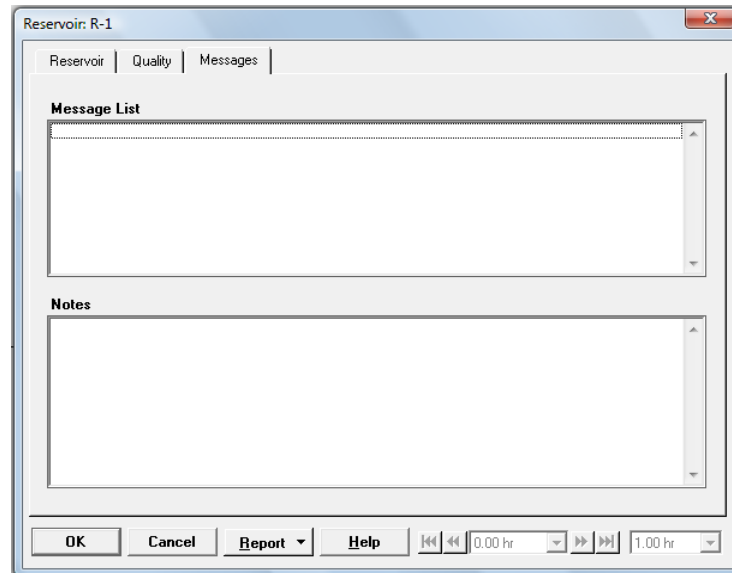 Reservoir: R-1
Reservoir Quality Messages
Message List
Notes
OK Cancel Report Help 0.00 hr 1.00 hr